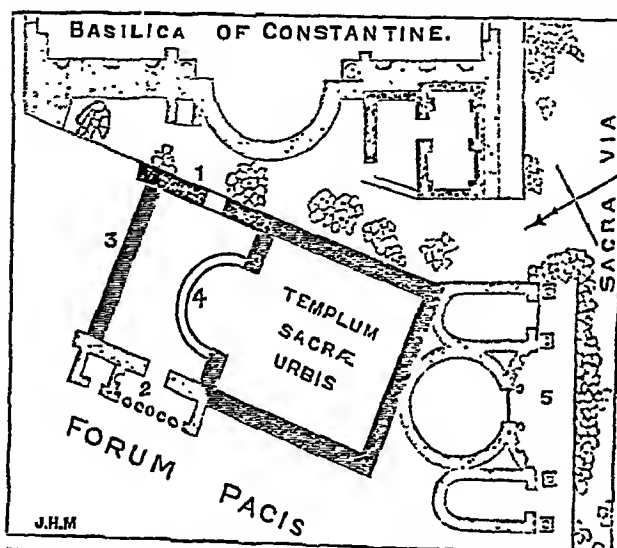 BASILICA OF CONSTANTINE.
1
SACRA VIA
3
4
TEMPLUM
SACRÆ
URBIS
5
2
FORUM PACIS
J.H.M